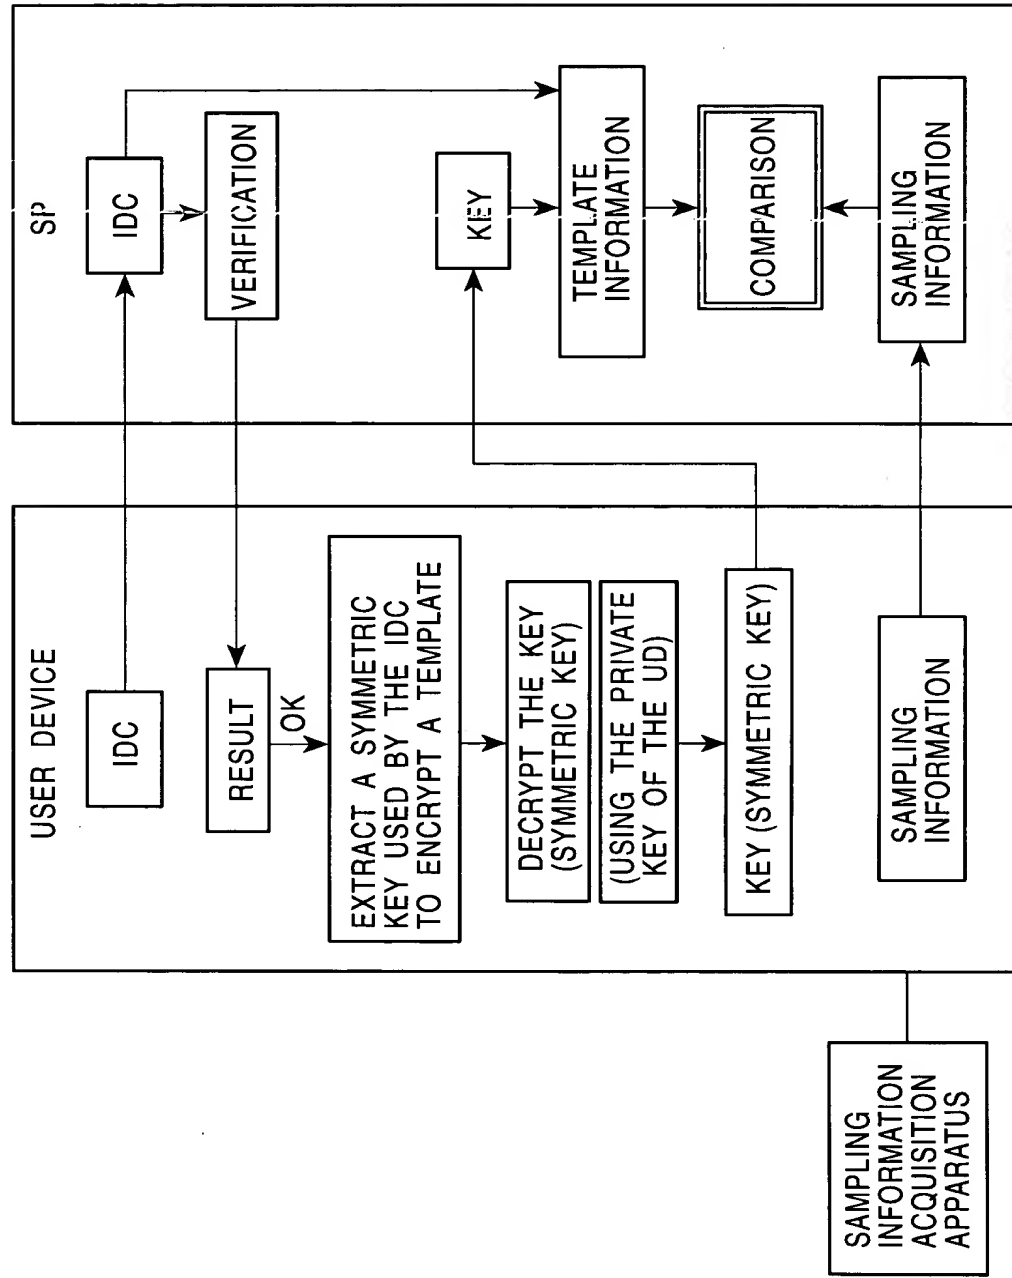 USER DEVICE
IDC
RESULT
OK
EXTRACT A SYMMETRIC
KEY USED BY THE IDC
TO ENCRYPT A TEMPLATE
DECRYPT THE KEY
(SYMMETRIC KEY)
(USING THE PRIVATE
KEY OF THE UD)
KEY (SYMMETRIC KEY)
SAMPLING
INFORMATION
SAMPLING
INFORMATION
ACQUISITION
APPARATUS
SP
IDC
VERIFICATION
KEY
TEMPLATE
INFORMATION
COMPARISON
SAMPLING
INFORMATION